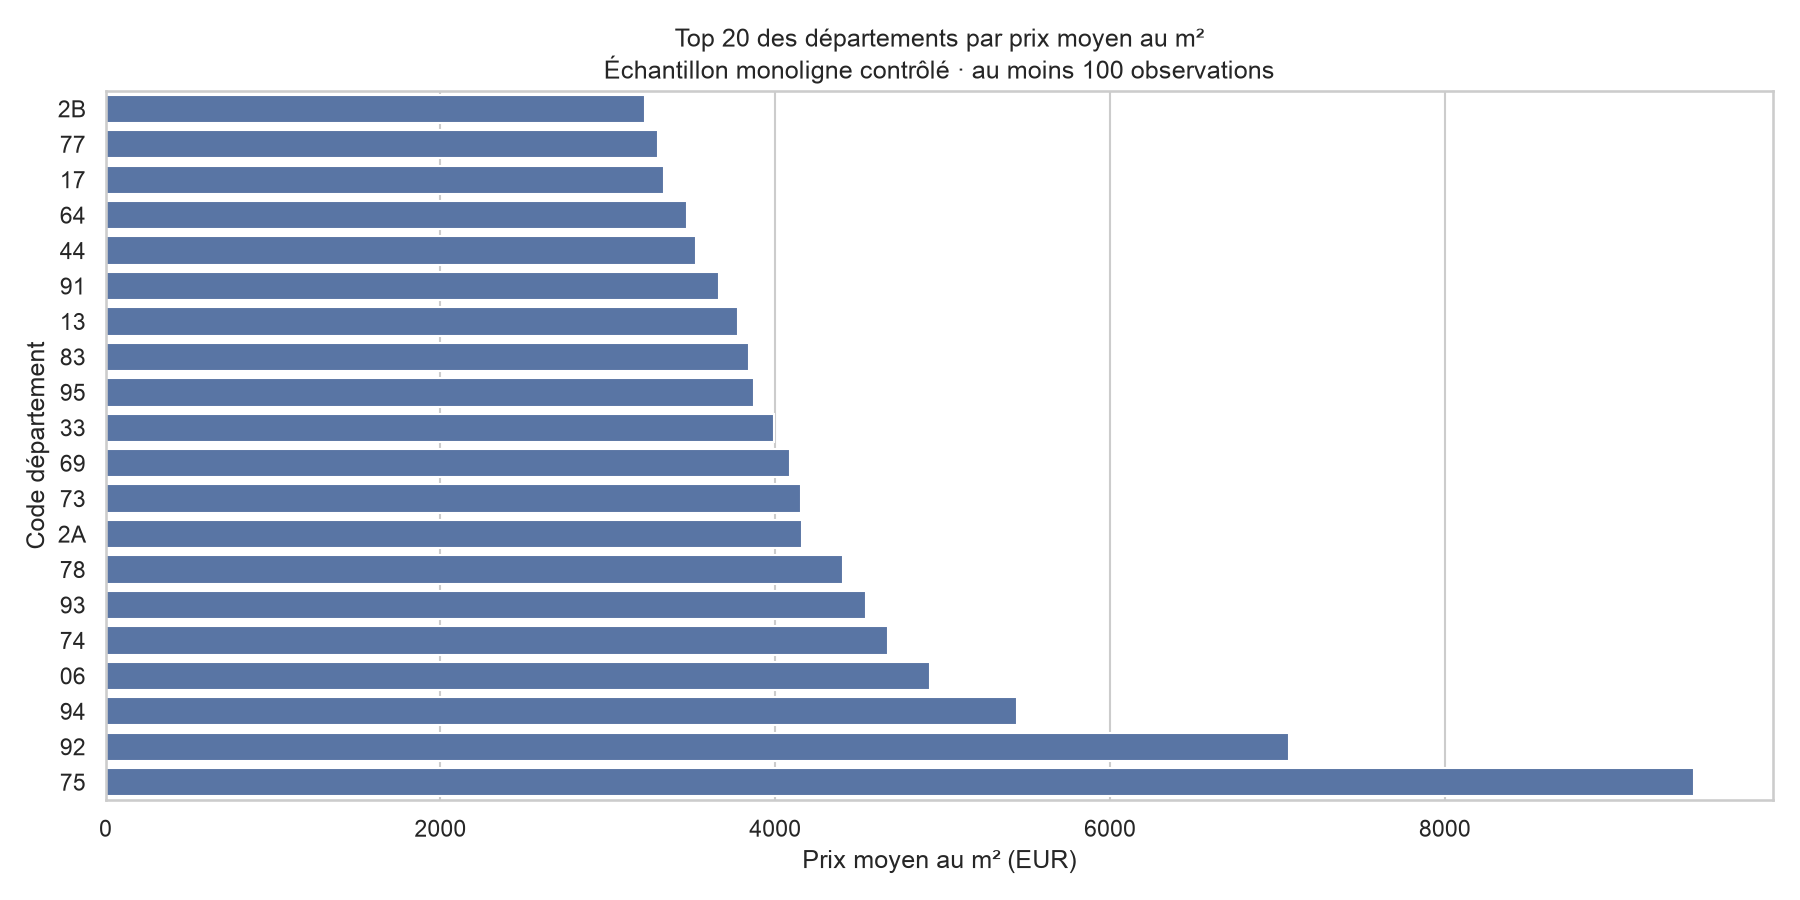 Top 20 des départements par prix moyen au m²
Échantillon monoligne contrôlé · au moins 100 observations
Code département
2B
77
17
64
44
91
13
83
95
33
69
73
2A
78
93
74
06
94
92
75
0 2000 4000 6000 8000
Prix moyen au m² (EUR)